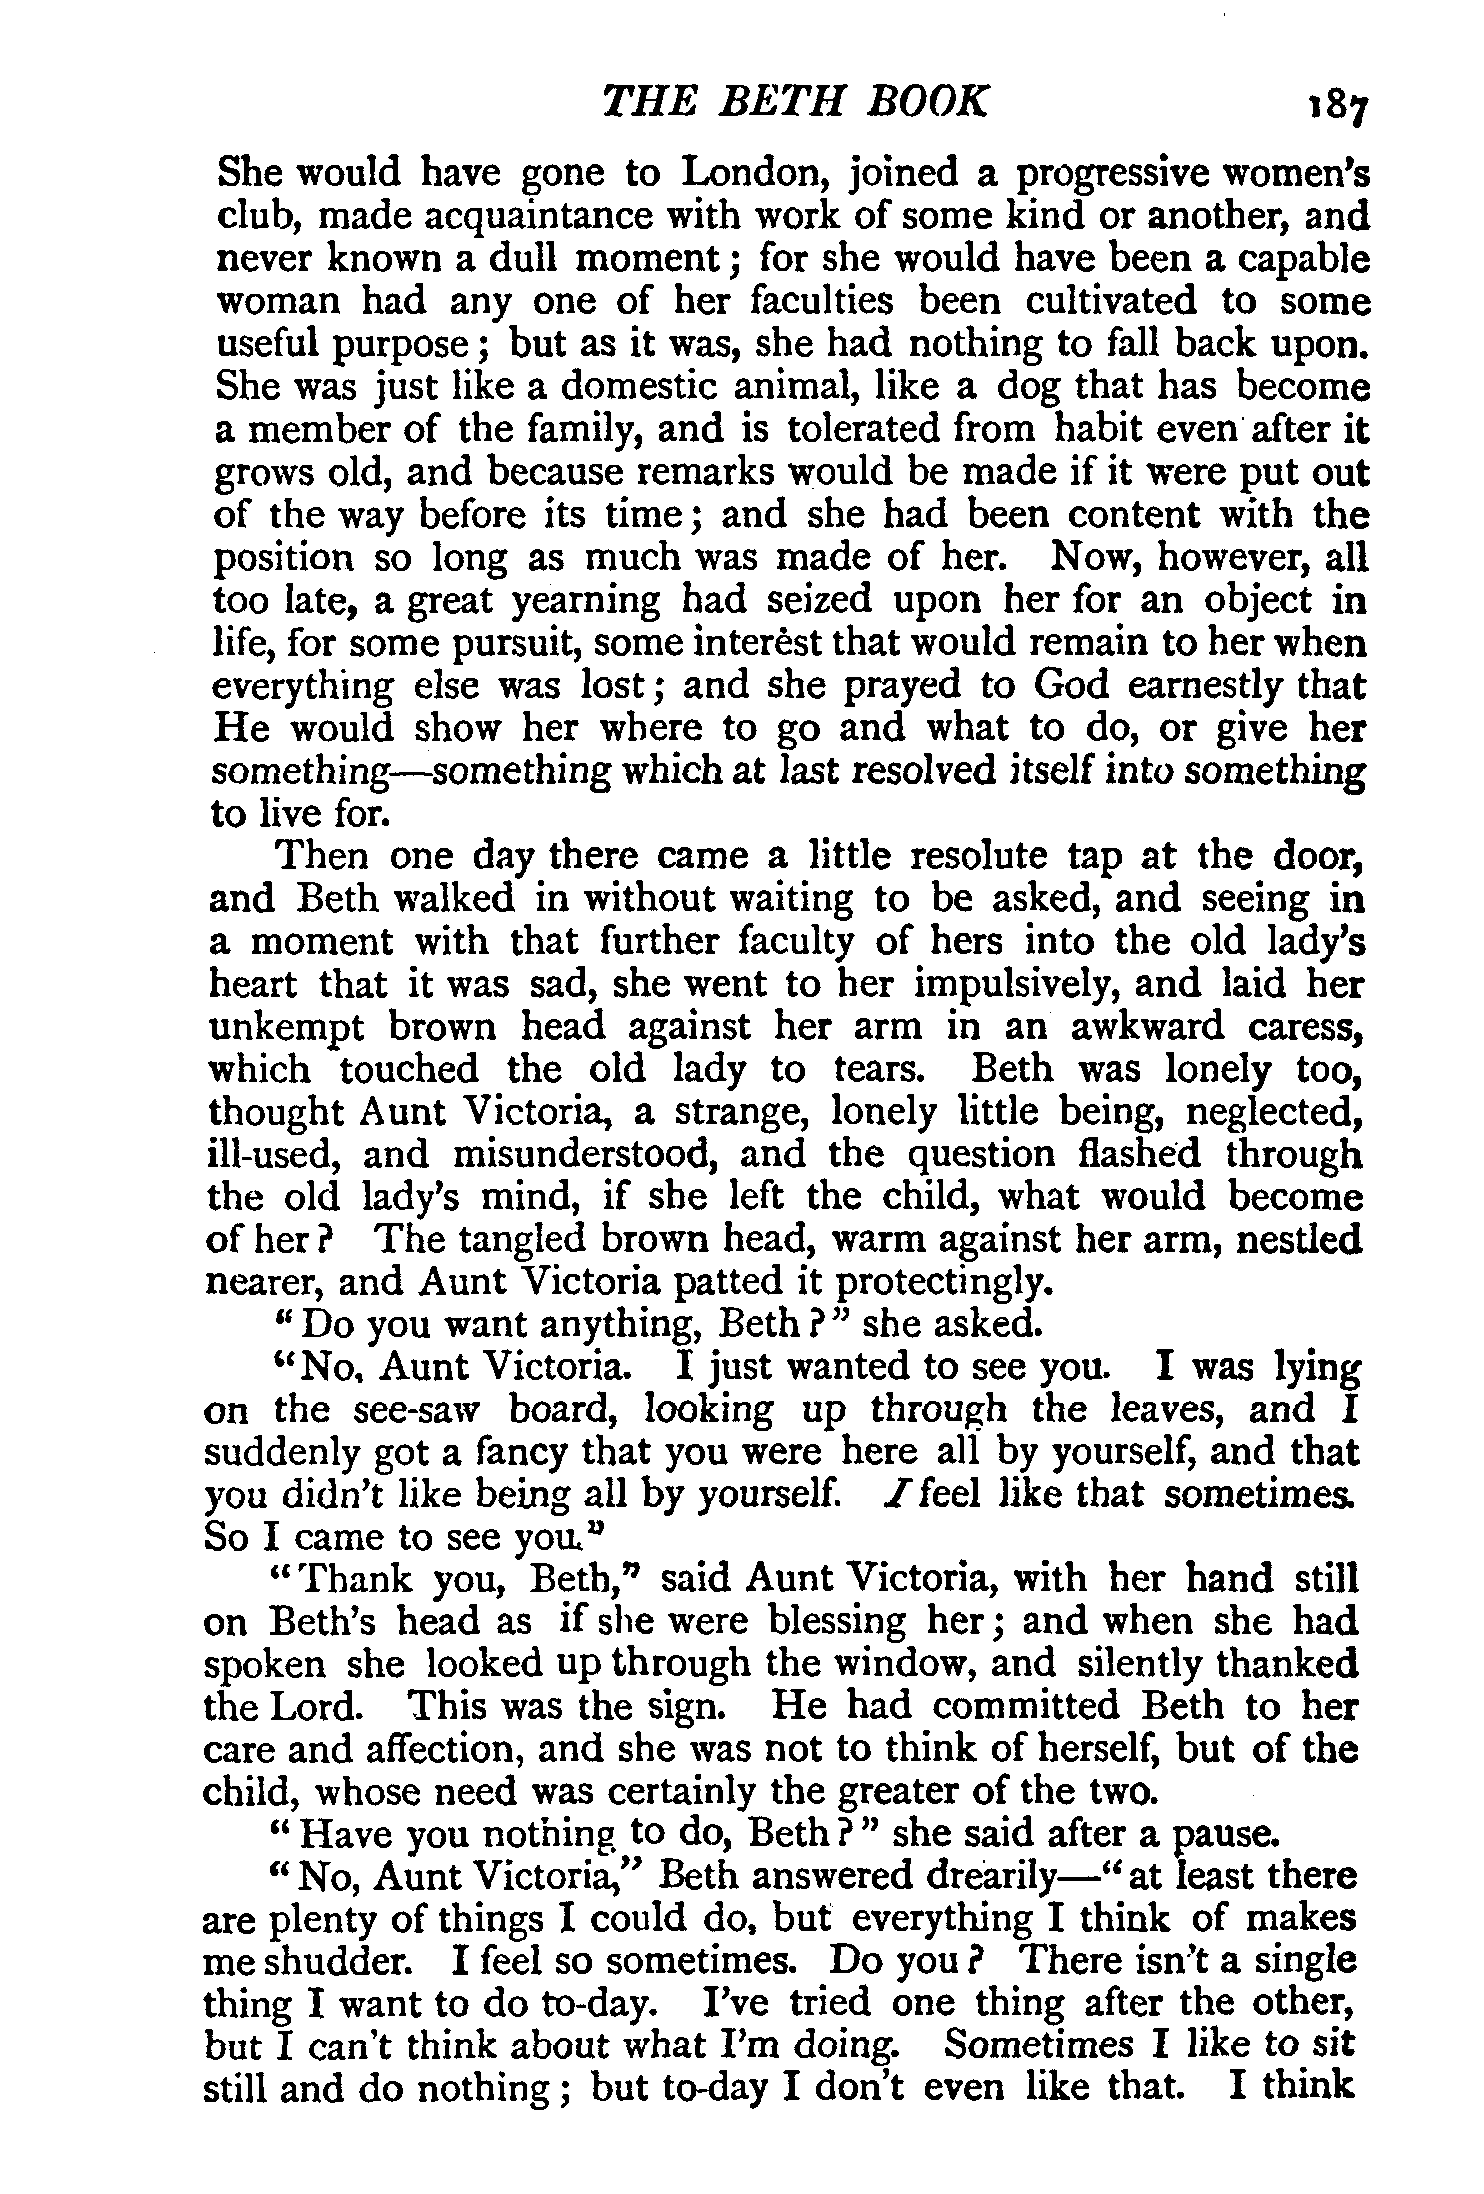 THE BETH BOOK 187
She would have gone to London, joined a progressive women's
club, made acquaintance with work of some kind or another, and
never known a dull moment; for she would have been a capable
woman had any one of her faculties been cultivated to some
useful purpose; but as it was, she had nothing to fall back upon.
She was just like a domestic animal, like a dog that has become
a member of the family, and is tolerated from habit even after it
grows old, and because remarks would be made if it were put out
of the way before its time; and she had been content with the
position so long as much was made of her. Now, however, all
too late, a great yearning had seized upon her for an object in
life, for some pursuit, some interest that would remain to her when
everything else was lost; and she prayed to God earnestly that
He would show her where to go and what to do, or give her
something—something which at last resolved itself into something
to live for.
Then one day there came a little resolute tap at the door,
and Beth walked in without waiting to be asked, and seeing in
a moment with that further faculty of hers into the old lady's
heart that it was sad, she went to her impulsively, and laid her
unkempt brown head against her arm in an awkward caress,
which touched the old lady to tears. Beth was lonely too,
thought Aunt Victoria, a strange, lonely little being, neglected,
ill-used, and misunderstood, and the question flashed through
the old lady's mind, if she left the child, what would become
of her? The tangled brown head, warm against her arm, nestled
nearer, and Aunt Victoria patted it protectingly.
"Do you want anything, Beth?" she asked.
"No, Aunt Victoria. I just wanted to see you. I was lying
on the see-saw board, looking up through the leaves, and I
suddenly got a fancy that you were here all by yourself, and that
you didn't like being all by yourself. I feel like that sometimes.
So I came to see you."
"Thank you, Beth," said Aunt Victoria, with her hand still
on Beth's head as if she were blessing her; and when she had
spoken she looked up through the window, and silently thanked
the Lord. This was the sign. He had committed Beth to her
care and affection, and she was not to think of herself, but of the
child, whose need was certainly the greater of the two.
"Have you nothing to do, Beth?" she said after a pause.
"No, Aunt Victoria," Beth answered drearily—"at least there
are plenty of things I could do, but everything I think of makes
me shudder. I feel so sometimes. Do you? There isn't a single
thing I want to do to-day. I've tried one thing after the other,
but I can't think about what I'm doing. Sometimes I like to sit
still and do nothing; but to-day I don't even like that. I think